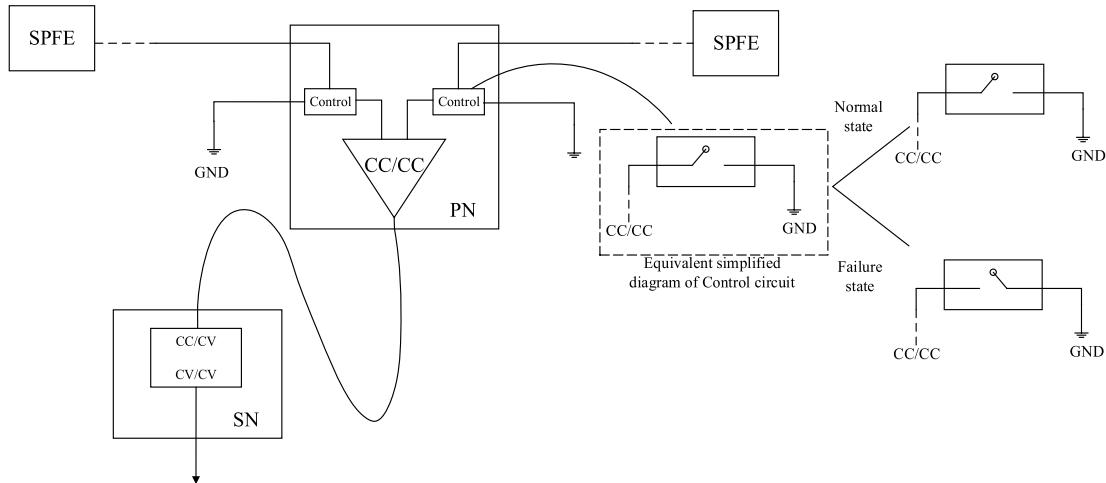 SPFE
SPFE
Control
Control
GND
CC/CC
PN
CC/CC
GND
Equivalent simplified
diagram of Control circuit
Normal
state
CC/CC
GND
Failure
state
CC/CC
GND
CC/CV
CV/CV
SN